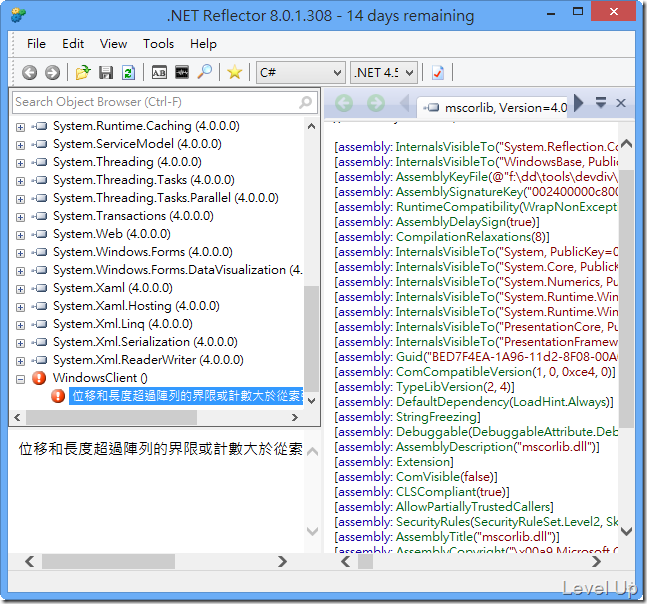 .NET Reflector 8.0.1.308 - 14 days remaining
File Edit View Tools Help
C# .NET 4.5
Search Object Browser (Ctrl-F)
mscorlib, Version=4.0
System.Runtime.Caching (4.0.0.0)
System.ServiceModel (4.0.0.0)
System.Threading (4.0.0.0)
System.Threading.Tasks (4.0.0.0)
System.Threading.Tasks.Parallel (4.0.0.0)
System.Transactions (4.0.0.0)
System.Web (4.0.0.0)
System.Windows.Forms (4.0.0.0)
System.Windows.Forms.DataVisualization (4.
System.Xaml (4.0.0.0)
System.Xaml.Hosting (4.0.0.0)
System.Xml.Linq (4.0.0.0)
System.Xml.Serialization (4.0.0.0)
System.Xml.ReaderWriter (4.0.0.0)
WindowsClient ()
位移和長度超過陣列的界限或計數大於從索
位移和長度超過陣列的界限或計數大於從索
[assembly: InternalsVisibleTo("System.Reflection.Co
[assembly: InternalsVisibleTo("WindowsBase, Public
[assembly: AssemblyKeyFile(@"f:\dd\tools\devdiv\
[assembly: AssemblySignatureKey("002400000c800
[assembly: RuntimeCompatibility(WrapNonExcept
[assembly: AssemblyDelaySign(true)]
[assembly: CompilationRelaxations(8)]
[assembly: InternalsVisibleTo("System, PublicKey=0
[assembly: InternalsVisibleTo("System.Core, PublicK
[assembly: InternalsVisibleTo("System.Numerics, Pu
[assembly: InternalsVisibleTo("System.Runtime.Win
[assembly: InternalsVisibleTo("System.Runtime.Win
[assembly: InternalsVisibleTo("PresentationCore, Pu
[assembly: InternalsVisibleTo("PresentationFramew
[assembly: Guid("BED7F4EA-1A96-11d2-8F08-00A0
[assembly: ComCompatibleVersion(1, 0, 0xce4, 0)]
[assembly: TypeLibVersion(2, 4)]
[assembly: DefaultDependency(LoadHint.Always)]
[assembly: StringFreezing]
[assembly: Debuggable(DebuggableAttribute.Deb
[assembly: AssemblyDescription("mscorlib.dll")]
[assembly: Extension]
[assembly: ComVisible(false)]
[assembly: CLSCompliant(true)]
[assembly: AllowPartiallyTrustedCallers]
[assembly: SecurityRules(SecurityRuleSet.Level2, Sk
[assembly: AssemblyTitle("mscorlib.dll")]
[assembly: AssemblyCopyright("\x00a9 Microsoft C
Level Up